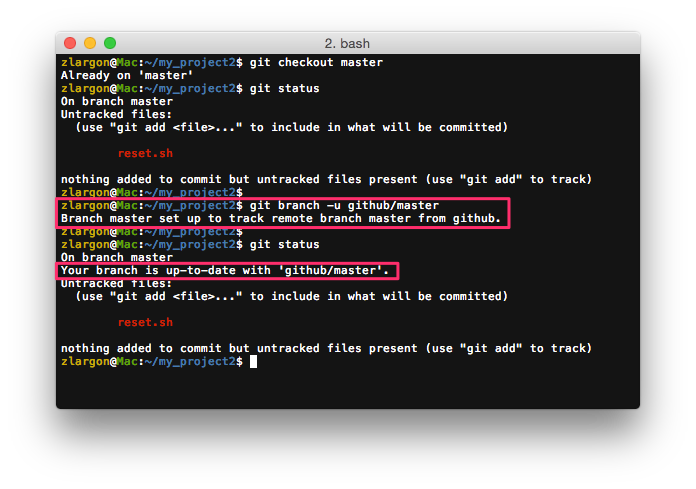 2. bash
zlargon@Mac:~/my_project2$ git checkout master
Already on 'master'
zlargon@Mac:~/my_project2$ git status
On branch master
Untracked files:
  (use "git add <file>..." to include in what will be committed)
        reset.sh
nothing added to commit but untracked files present (use "git add" to track)
zlargon@Mac:~/my_project2$
zlargon@Mac:~/my_project2$ git branch -u github/master
Branch master set up to track remote branch master from github.
zlargon@Mac:~/my_project2$
zlargon@Mac:~/my_project2$ git status
On branch master
Your branch is up-to-date with 'github/master'.
Untracked files:
  (use "git add <file>..." to include in what will be committed)
        reset.sh
nothing added to commit but untracked files present (use "git add" to track)
zlargon@Mac:~/my_project2$